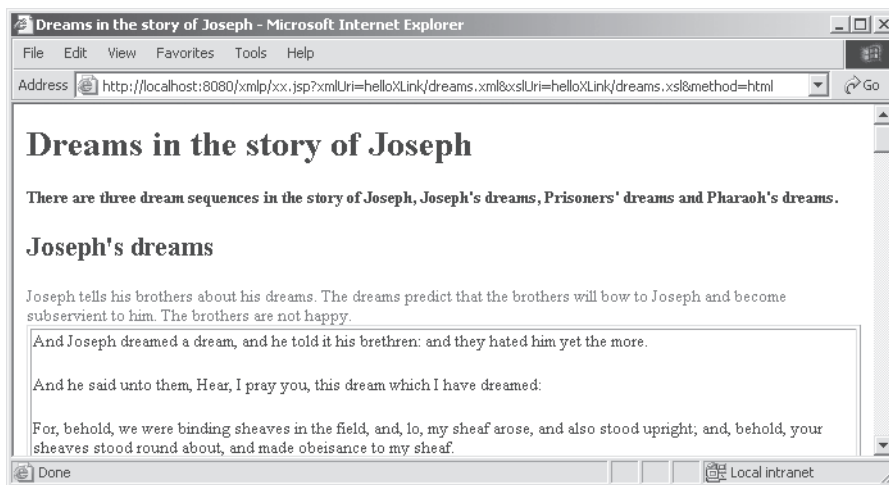 Dreams in the story of Joseph - Microsoft Internet Explorer
File Edit View Favorites Tools Help
Address http://localhost:8080/xmlp/xx.jsp?xmlUri=helloXLink/dreams.xml&xslUri=helloXLink/dreams.xsl&method=html Go
Dreams in the story of Joseph
There are three dream sequences in the story of Joseph, Joseph's dreams, Prisoners' dreams and Pharaoh's dreams.
Joseph's dreams
Joseph tells his brothers about his dreams. The dreams predict that the brothers will bow to Joseph and become
subservient to him. The brothers are not happy.
And Joseph dreamed a dream, and he told it his brethren: and they hated him yet the more.
And he said unto them, Hear, I pray you, this dream which I have dreamed:
For, behold, we were binding sheaves in the field, and, lo, my sheaf arose, and also stood upright; and, behold, your
sheaves stood round about, and made obeisance to my sheaf.
Done Local intranet